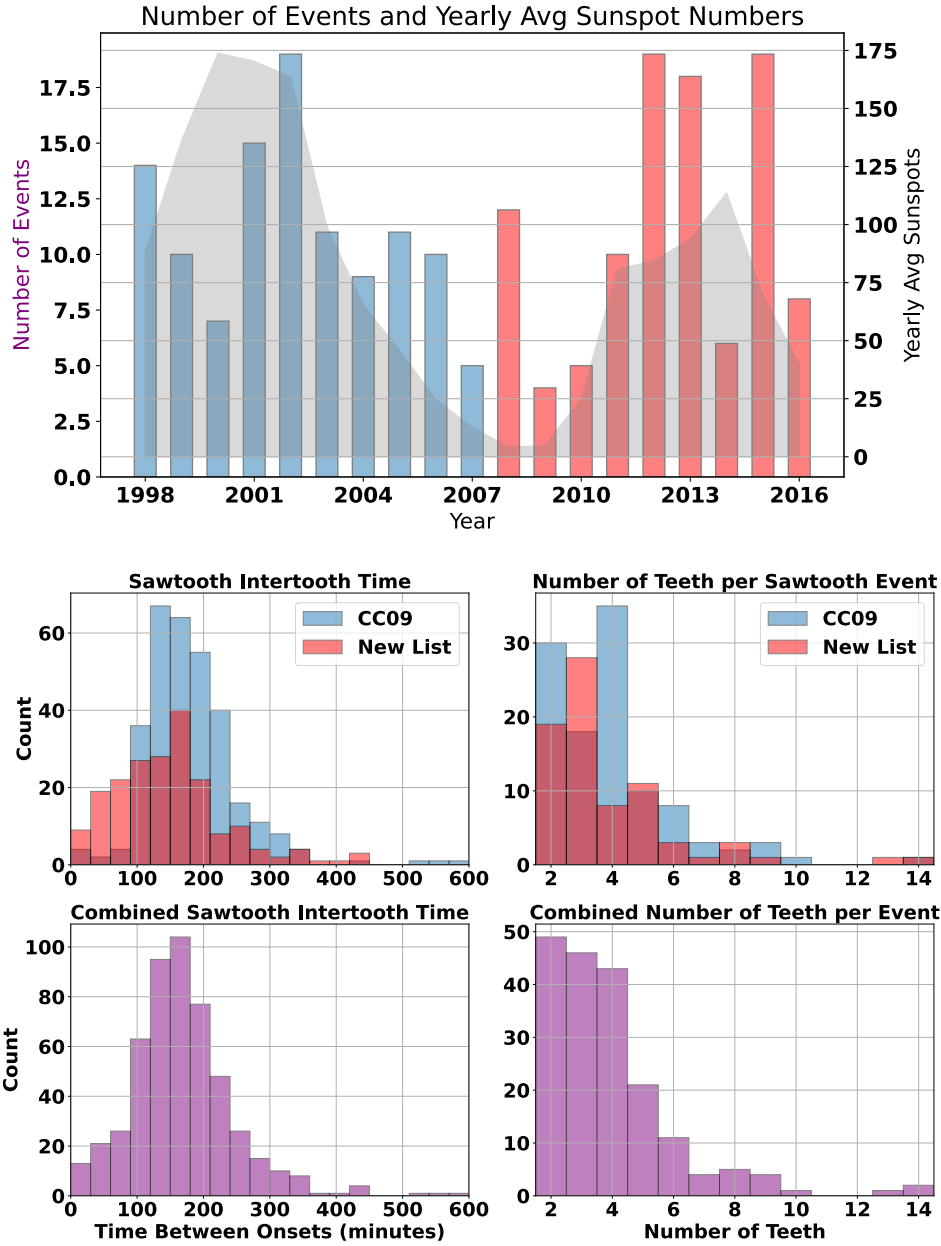 Number of Events and Yearly Avg Sunspot Numbers
17.5
15.0
12.5
10.0
7.5
5.0
2.5
0.0
Number of Events
175
150
125
100
75
50
25
0
Yearly Avg Sunspots
1998 2001 2004 2007 2010 2013 2016
Year
Sawtooth Intertooth Time
CC09
New List
60
40
20
0
Count
0 100 200 300 400 500 600
Number of Teeth per Sawtooth Event
CC09
New List
30
20
10
0
2 4 6 8 10 12 14
Combined Sawtooth Intertooth Time
100
80
60
40
20
0
Count
0 100 200 300 400 500 600
Time Between Onsets (minutes)
Combined Number of Teeth per Event
50
40
30
20
10
0
2 4 6 8 10 12 14
Number of Teeth